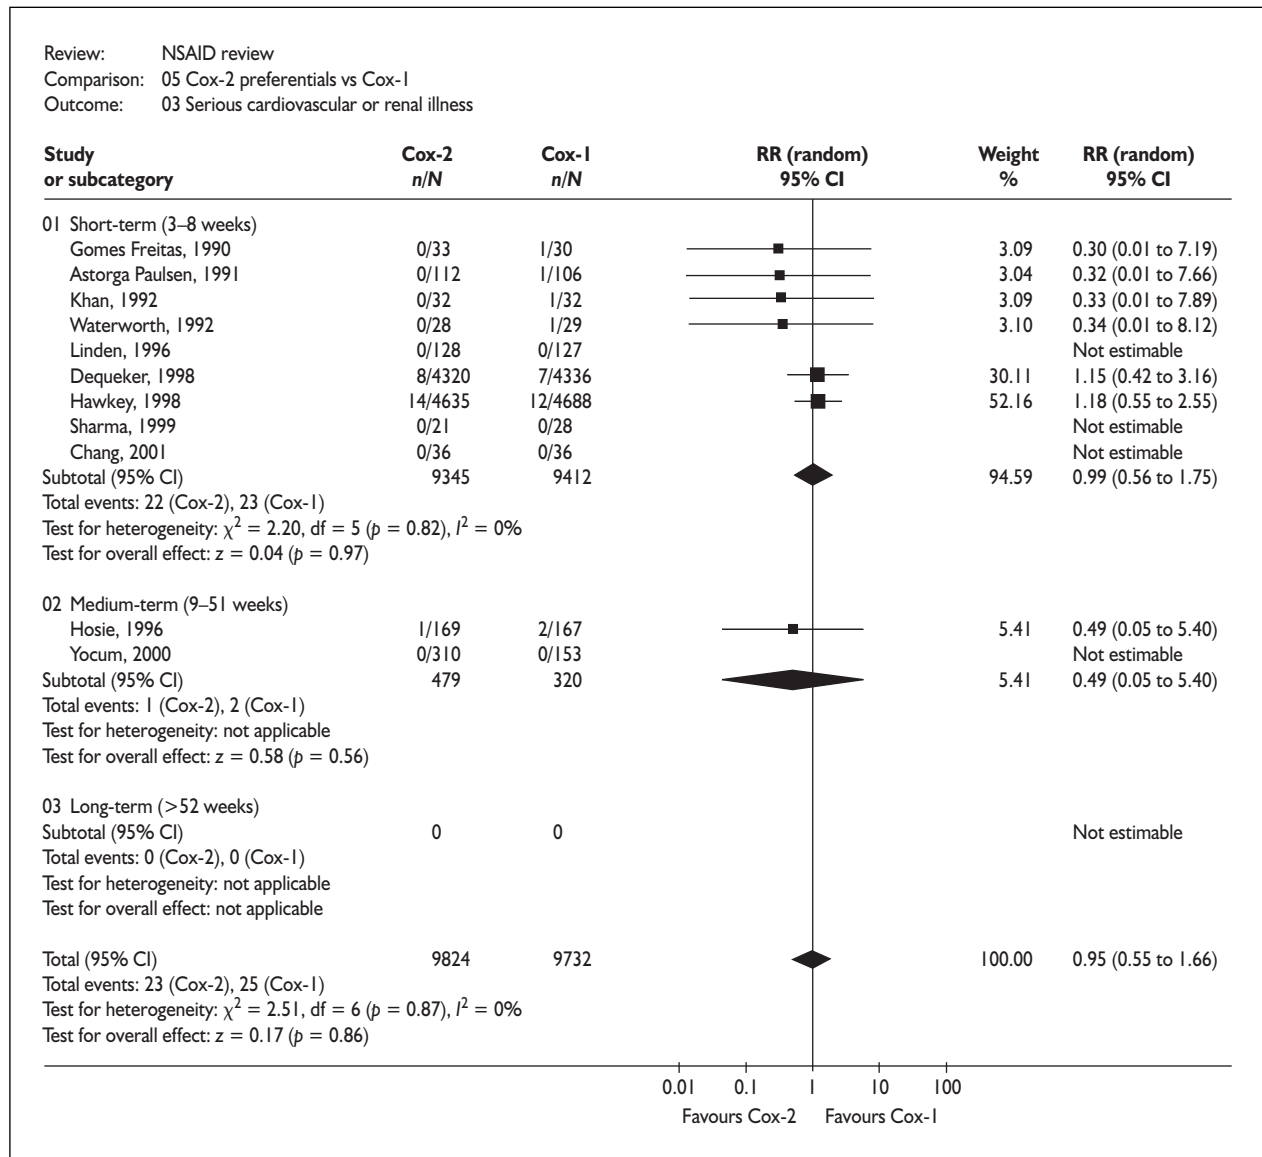 Review: NSAID review
Comparison: 05 Cox-2 preferentials vs Cox-1
Outcome: 03 Serious cardiovascular or renal illness
Study Cox-2 Cox-1 RR (random) Weight RR (random)
or subcategory n/N n/N 95% CI % 95% CI
01 Short-term (3–8 weeks)
Gomes Freitas, 1990 0/33 1/30 3.09 0.30 (0.01 to 7.19)
Astorga Paulsen, 1991 0/112 1/106 3.04 0.32 (0.01 to 7.66)
Khan, 1992 0/32 1/32 3.09 0.33 (0.01 to 7.89)
Waterworth, 1992 0/28 1/29 3.10 0.34 (0.01 to 8.12)
Linden, 1996 0/128 0/127 Not estimable
Dequeker, 1998 8/4320 7/4336 30.11 1.15 (0.42 to 3.16)
Hawkey, 1998 14/4635 12/4688 52.16 1.18 (0.55 to 2.55)
Sharma, 1999 0/21 0/28 Not estimable
Chang, 2001 0/36 0/36 Not estimable
Subtotal (95% CI) 9345 9412 94.59 0.99 (0.56 to 1.75)
Total events: 22 (Cox-2), 23 (Cox-1)
Test for heterogeneity: χ² = 2.20, df = 5 (p = 0.82), I² = 0%
Test for overall effect: z = 0.04 (p = 0.97)
02 Medium-term (9–51 weeks)
Hosie, 1996 1/169 2/167 5.41 0.49 (0.05 to 5.40)
Yocum, 2000 0/310 0/153 Not estimable
Subtotal (95% CI) 479 320 5.41 0.49 (0.05 to 5.40)
Total events: 1 (Cox-2), 2 (Cox-1)
Test for heterogeneity: not applicable
Test for overall effect: z = 0.58 (p = 0.56)
03 Long-term (>52 weeks)
Subtotal (95% CI) 0 0 Not estimable
Total events: 0 (Cox-2), 0 (Cox-1)
Test for heterogeneity: not applicable
Test for overall effect: not applicable
Total (95% CI) 9824 9732 100.00 0.95 (0.55 to 1.66)
Total events: 23 (Cox-2), 25 (Cox-1)
Test for heterogeneity: χ² = 2.51, df = 6 (p = 0.87), I² = 0%
Test for overall effect: z = 0.17 (p = 0.86)
0.01 0.1 1 10 100
Favours Cox-2 Favours Cox-1